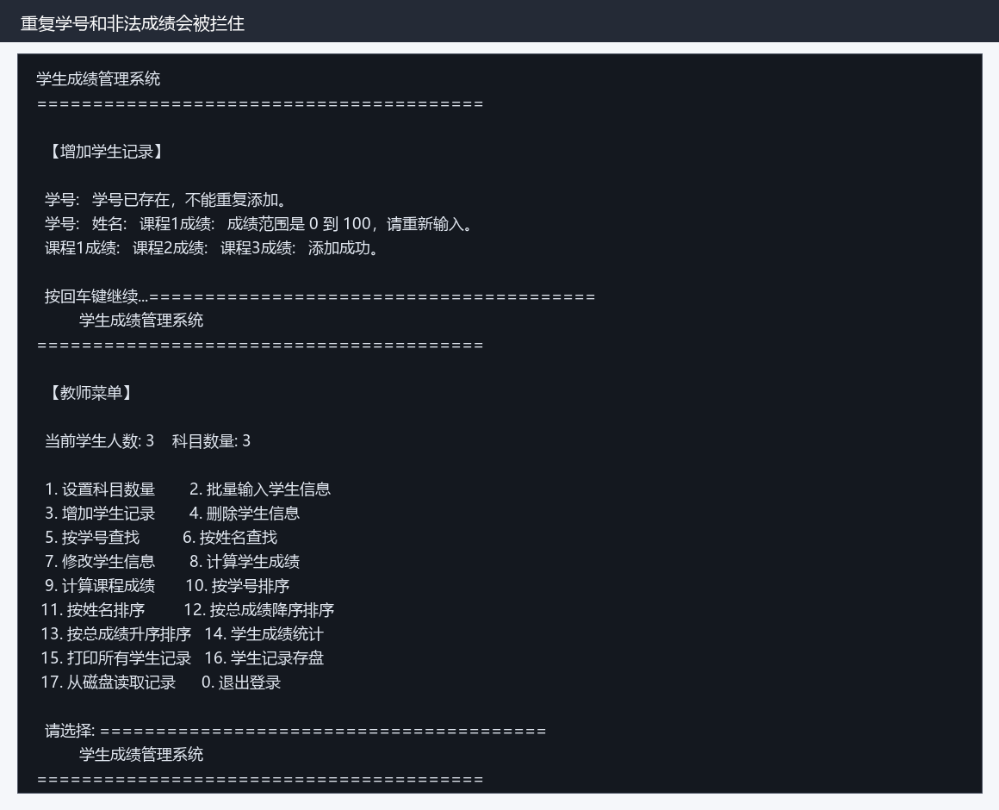 重复学号和非法成绩会被拦住
学生成绩管理系统
========================================
【增加学生记录】
学号: 学号已存在，不能重复添加。
学号: 姓名: 课程1成绩: 成绩范围是 0 到 100，请重新输入。
课程1成绩: 课程2成绩: 课程3成绩: 添加成功。
按回车键继续...========================================
学生成绩管理系统
========================================
【教师菜单】
当前学生人数: 3 科目数量: 3
1. 设置科目数量 2. 批量输入学生信息
3. 增加学生记录 4. 删除学生信息
5. 按学号查找 6. 按姓名查找
7. 修改学生信息 8. 计算学生成绩
9. 计算课程成绩 10. 按学号排序
11. 按姓名排序 12. 按总成绩降序排序
13. 按总成绩升序排序 14. 学生成绩统计
15. 打印所有学生记录 16. 学生记录存盘
17. 从磁盘读取记录 0. 退出登录
请选择: ========================================
学生成绩管理系统
========================================